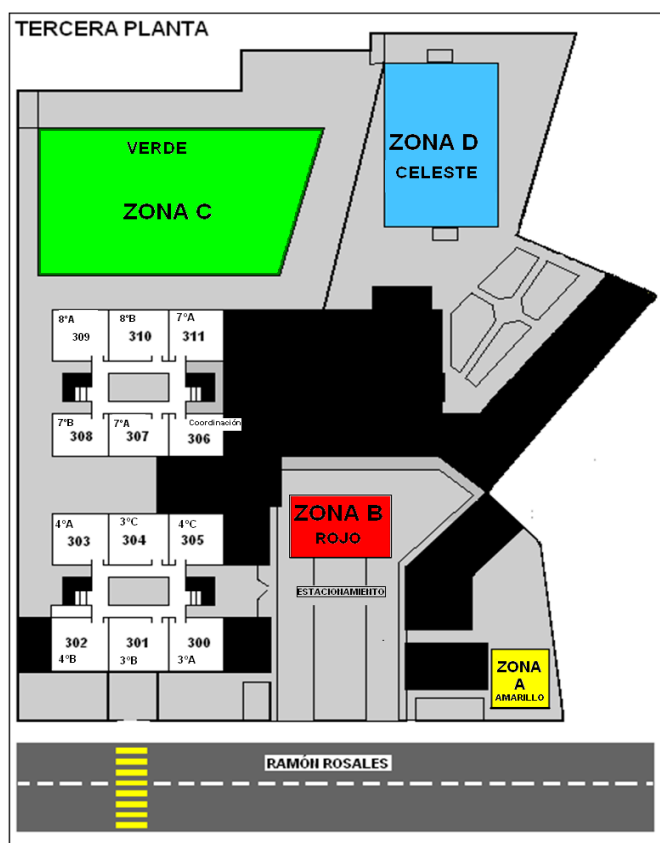 TERCERA PLANTA
ZONA D
CELESTE
VERDE
ZONA C
8°A
309
8°B
310
7°A
311
7°B
308
7°A
307
Coordinación
306
4°A
303
3°C
304
4°C
305
ZONA B
ROJO
ESTACIONAMIENTO
302
4°B
301
3°B
300
3°A
ZONA
A
AMARILLO
RAMÓN ROSALES